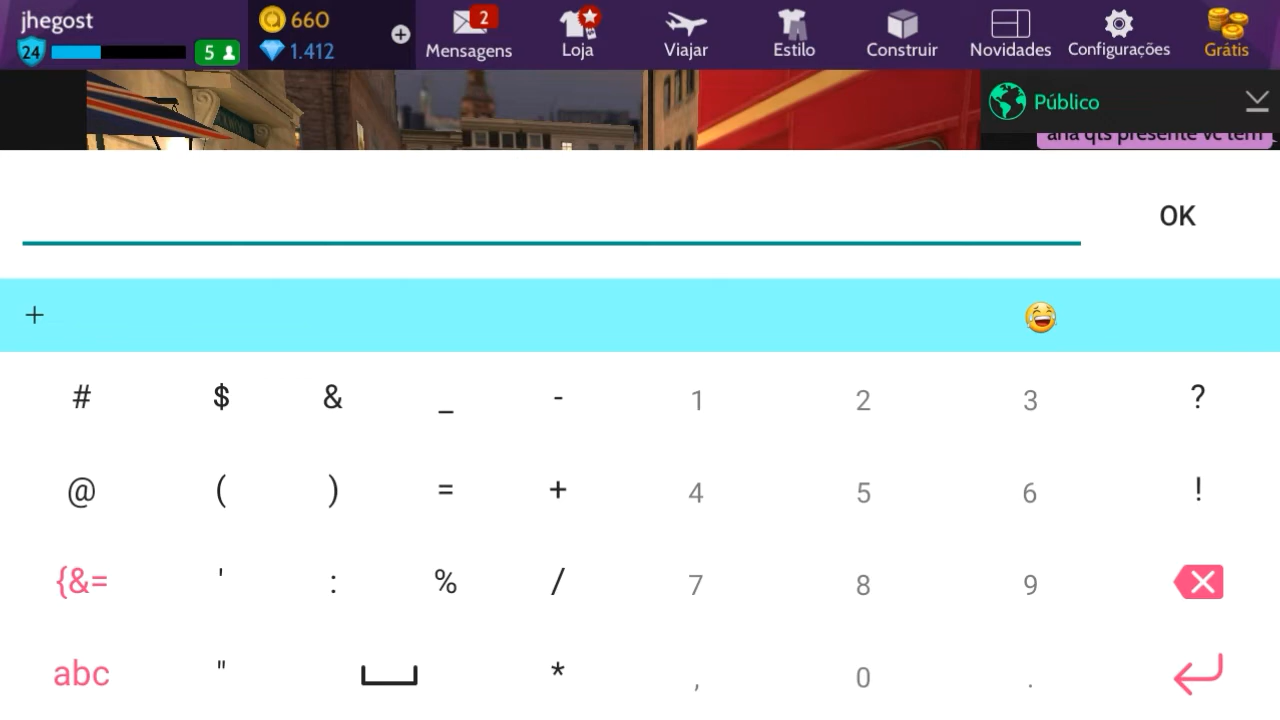 jhegost
24
5
660
1.412
2
Mensagens
Loja
Viajar
Estilo
Construir
Novidades
Configurações
Grátis
Público
ana qts presente vc tem
OK
+
# $ & _ - 1 2 3 ?
@ ( ) = + 4 5 6 !
{&= ' : % / 7 8 9
abc " * , 0 .